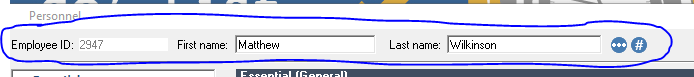 Personnel
Employee ID: 2947 First name: Matthew Last name: Wilkinson ••• #
Essential (General)